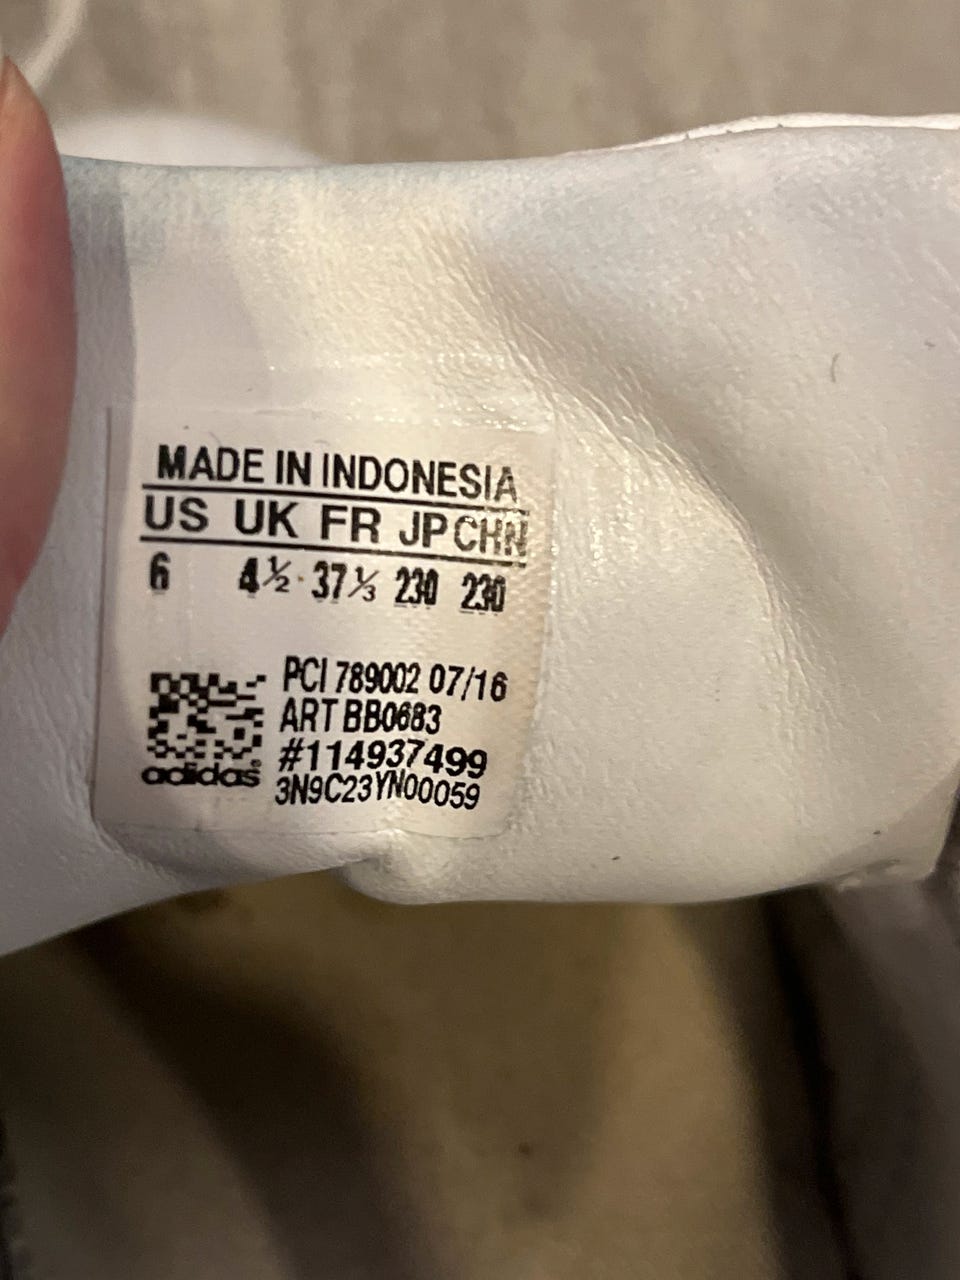 MADE IN INDONESIA
US UK FR JP CHN
6 4½ 37⅓ 230 230
PCI 789002 07/16
ART BB0683
#114937499
adidas®
3N9C23YN00059